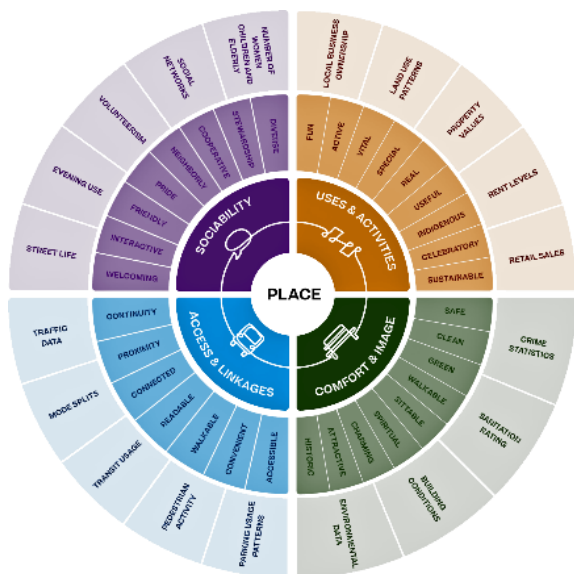 NUMBER OF
WOMEN
CHILDREN AND
ELDERLY
SOCIAL
NETWORKS
VOLUNTEERISM
EVENING USE
STREET LIFE
LOCAL BUSINESS
OWNERSHIP
LAND USE
PATTERNS
PROPERTY
VALUES
RENT LEVELS
RETAIL SALES
DIVERSE
STEWARDSHIP
COOPERATIVE
NEIGHBORLY
PRIDE
FRIENDLY
INTERACTIVE
WELCOMING
FUN
ACTIVE
VITAL
SPECIAL
REAL
USEFUL
INDIGENOUS
CELEBRATORY
SUSTAINABLE
SOCIABILITY
USES & ACTIVITIES
PLACE
ACCESS & LINKAGES
COMFORT & IMAGE
CONTINUITY
PROXIMITY
CONNECTED
READABLE
WALKABLE
CONVENIENT
ACCESSIBLE
SAFE
CLEAN
GREEN
WALKABLE
SITTABLE
SPIRITUAL
CHARMING
ATTRACTIVE
HISTORIC
TRAFFIC
DATA
MODE SPLITS
TRANSIT USAGE
PEDESTRIAN
ACTIVITY
PARKING USAGE
PATTERNS
CRIME
STATISTICS
SANITATION
RATING
BUILDING
CONDITIONS
ENVIRONMENTAL
DATA